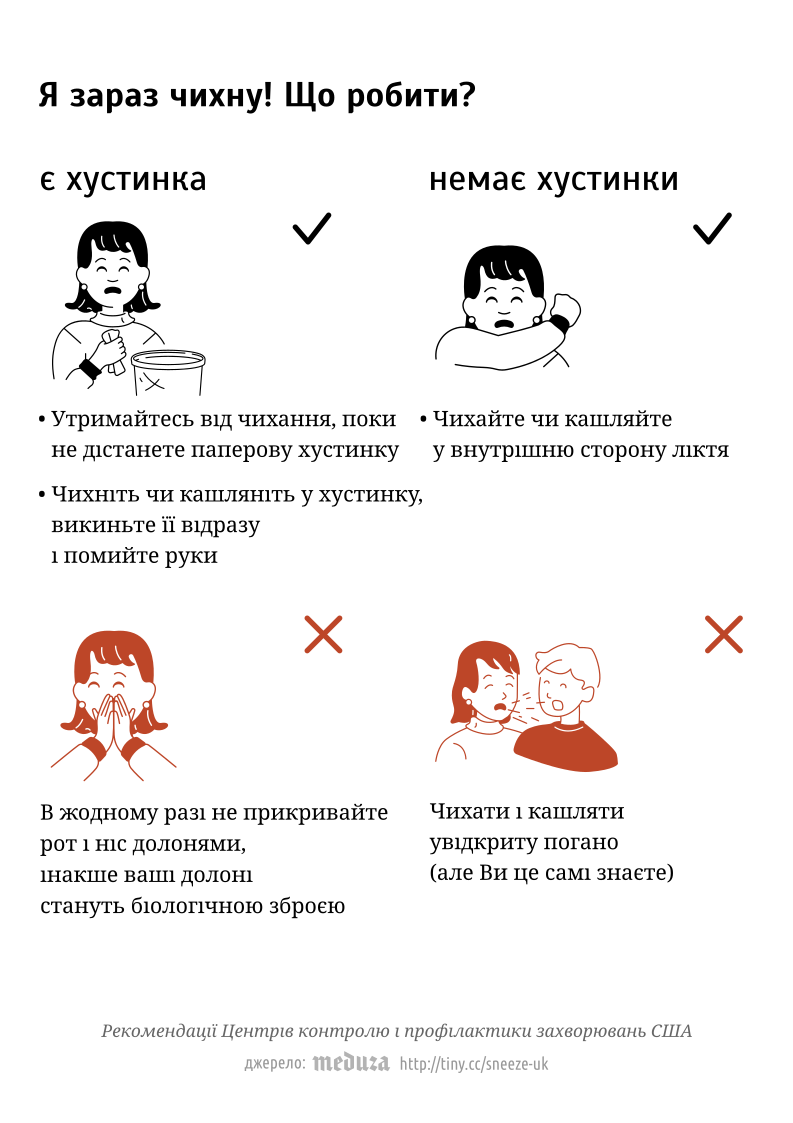 Я зараз чихну! Що робити?
є хустинка
• Утримайтесь від чихання, поки
не дістанете паперову хустинку
• Чихніть чи кашляніть у хустинку,
викиньте її відразу
і помийте руки
немає хустинки
• Чихайте чи кашляйте
у внутрішню сторону ліктя
В жодному разі не прикривайте
рот і ніс долонями,
інакше ваші долоні
стануть біологічною зброєю
Чихати і кашляти
увідкриту погано
(але Ви це самі знаєте)
Рекомендації Центрів контролю і профілактики захворювань США
джерело: meduza http://tiny.cc/sneeze-uk